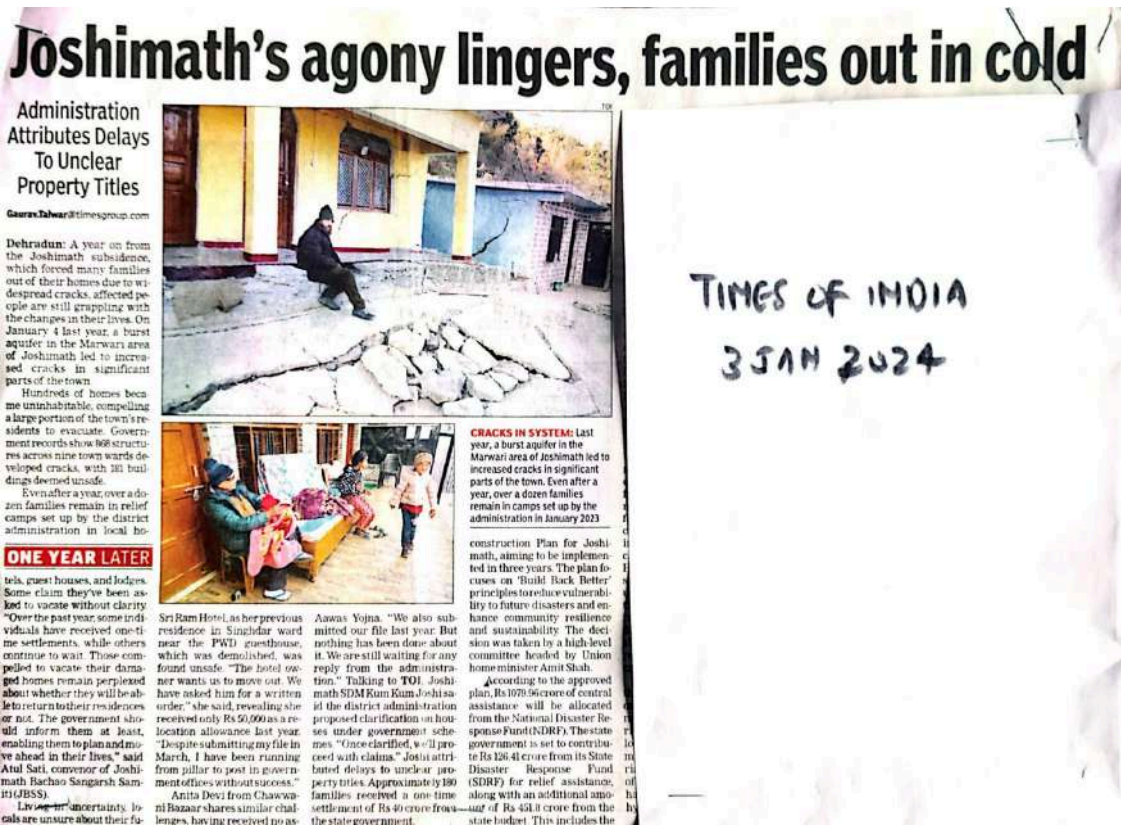 Joshimath's agony lingers, families out in cold
Administration
Attributes Delays
To Unclear
Property Titles
TOI
Gaurav.Talwar@timesgroup.com
Dehradun: A year on from
the Joshimath subsidence,
which forced many families
out of their homes due to wi-
despread cracks, affected pe-
ople are still grappling with
the changes in their lives. On
January 4 last year, a burst
aquifer in the Marwari area
of Joshimath led to increa-
sed cracks in significant
parts of the town
Hundreds of homes beca-
me uninhabitable, compelling
a large portion of the town's re-
sidents to evacuate. Govern-
ment records show 868 structu-
res across nine town wards de-
veloped cracks, with 181 buil-
dings deemed unsafe.
Even after a year, over a do-
zen families remain in relief
camps set up by the district
administration in local ho-
ONE YEAR LATER
tels, guest houses, and lodges.
Some claim they've been as-
ked to vacate without clarity.
"Over the past year, some indi-
viduals have received one-ti-
me settlements, while others
continue to wait. Those com-
pelled to vacate their dama-
ged homes remain perplexed
about whether they will be ab-
le to return to their residences
or not. The government sho-
uld inform them at least,
enabling them to plan and mo-
ve ahead in their lives," said
Atul Sati, convenor of Joshi-
math Bachao Sangarsh Sam-
iti (JBSS).
Living in uncertainty, lo-
cals are unsure about their fu-
Sri Ram Hotel, as her previous
residence in Singhdar ward
near the PWD guesthouse,
which was demolished, was
found unsafe. "The hotel ow-
ner wants us to move out. We
have asked him for a written
order," she said, revealing she
received only Rs 50,000 as a re-
location allowance last year.
"Despite submitting my file in
March, I have been running
from pillar to post in govern-
ment offices without success."
Anita Devi from Chawwa-
ni Bazaar shares similar chal-
lenges, having received no as-
Aawas Yojna. "We also sub-
mitted our file last year. But
nothing has been done about
it. We are still waiting for any
reply from the administra-
tion." Talking to TOI, Joshi-
math SDM Kum Kum Joshi sa-
id the district administration
proposed clarification on hou-
ses under government sche-
mes. "Once clarified, we'll pro-
ceed with claims." Joshi attri-
buted delays to unclear pro-
perty titles. Approximately 180
families received a one time
settlement of Rs 40 crore from
the state government.
CRACKS IN SYSTEM: Last
year, a burst aquifer in the
Marwari area of Joshimath led to
increased cracks in significant
parts of the town. Even after a
year, over a dozen families
remain in camps set up by the
administration in January 2023
construction Plan for Joshi-
math, aiming to be implemen-
ted in three years. The plan fo-
cuses on 'Build Back Better'
principles to reduce vulnerabi-
lity to future disasters and en-
hance community resilience
and sustainability. The deci-
sion was taken by a high-level
committee headed by Union
home minister Amit Shah.
According to the approved
plan, Rs 1079.96 crore of central
assistance will be allocated
from the National Disaster Re-
sponse Fund (NDRF). The state
government is set to contribu-
te Rs 126.41 crore from its State
Disaster Response Fund
(SDRF) for relief assistance,
along with an additional amo-
unt of Rs 451.8 crore from the
state budget. This includes the
TIMES OF INDIA
3 JAN 2024